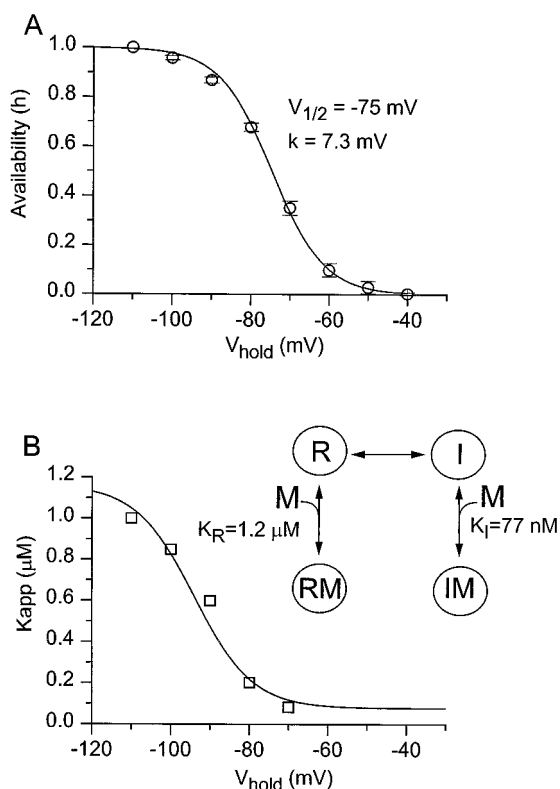 A
1.0
0.8
0.6
0.4
0.2
0.0
Availability (h)
V1/2 = -75 mV
k = 7.3 mV
-120 -100 -80 -60 -40
Vhold (mV)
B
1.2
1.0
0.8
0.6
0.4
0.2
0.0
Kapp (μM)
R I
M M
KR=1.2 μM KI=77 nM
RM IM
-120 -100 -80 -60 -40
Vhold (mV)